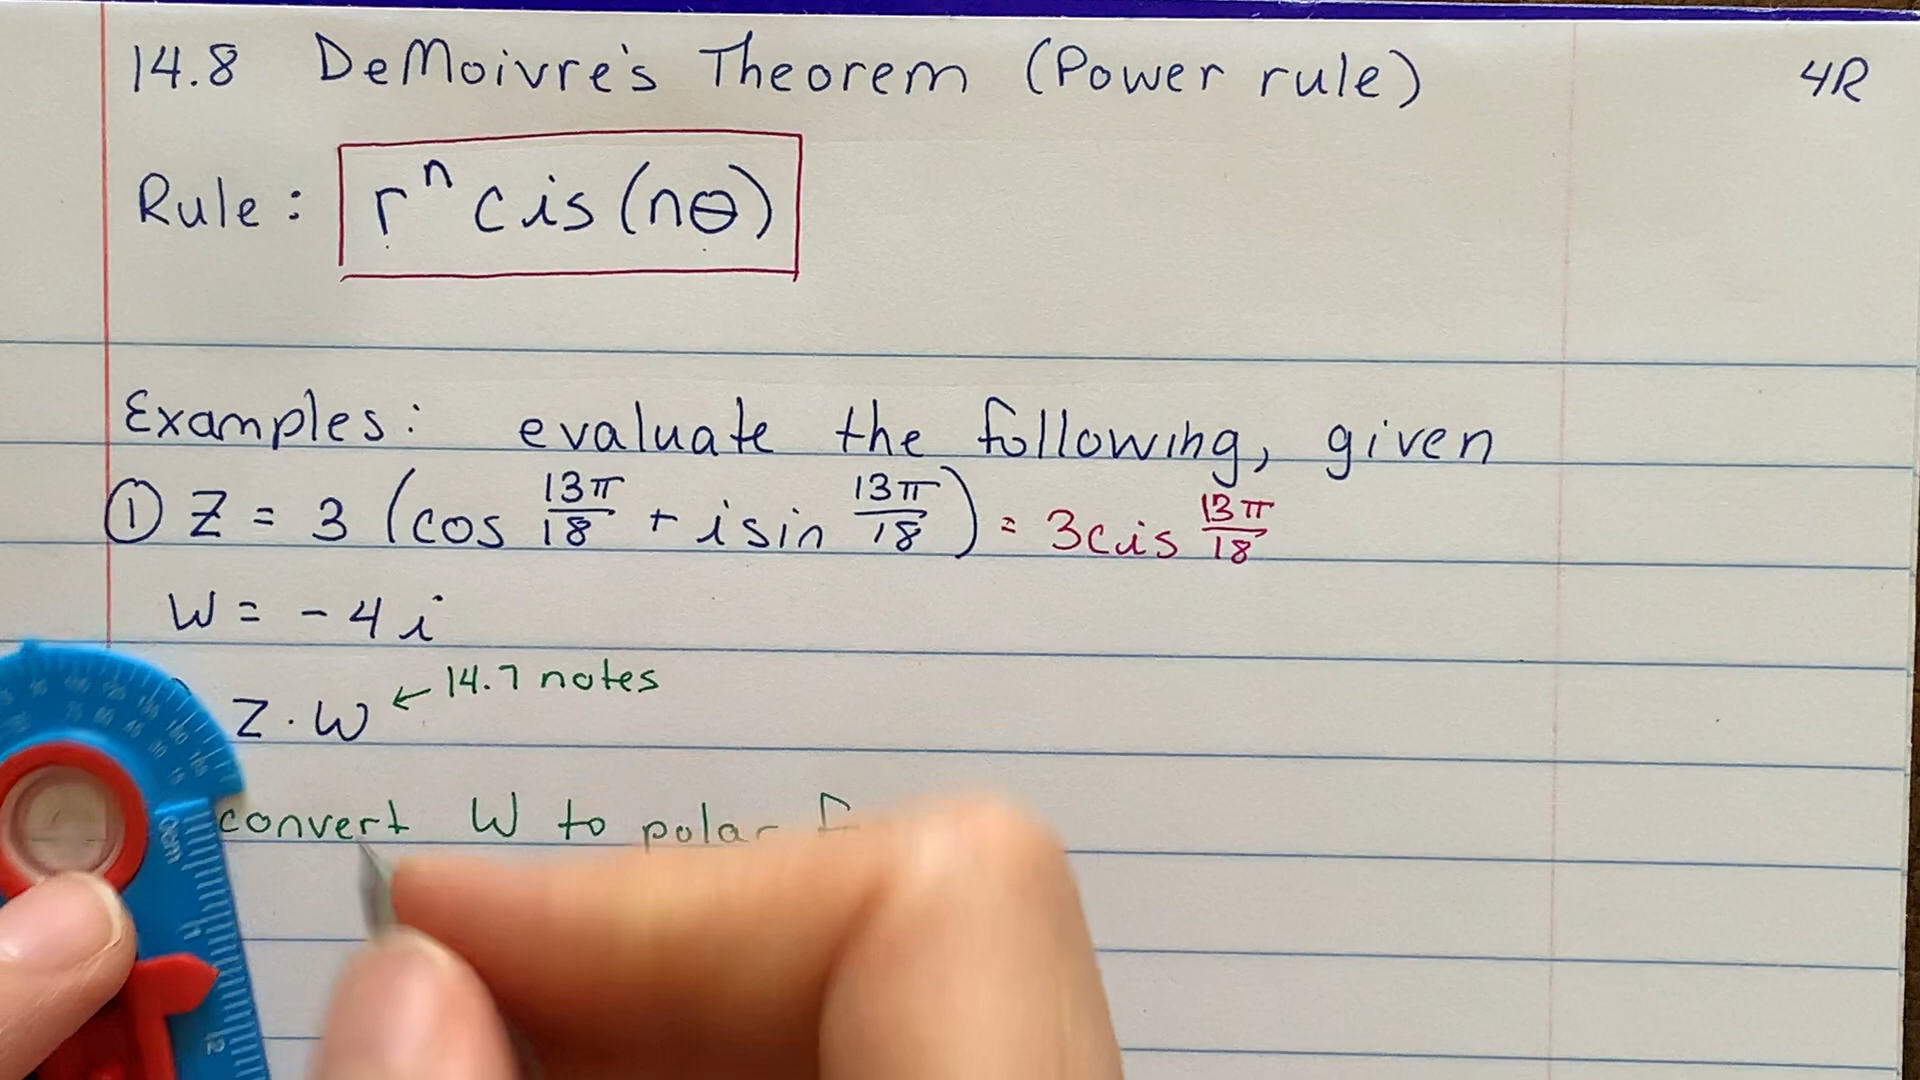 14.8 DeMoivre's Theorem (Power rule) 4R
Rule: rⁿ cis(nθ)
Examples: evaluate the following, given
① Z = 3 (cos 13π/18 + i sin 13π/18) = 3cis 13π/18
W = -4i
Z · W ← 14.7 notes
convert W to polar